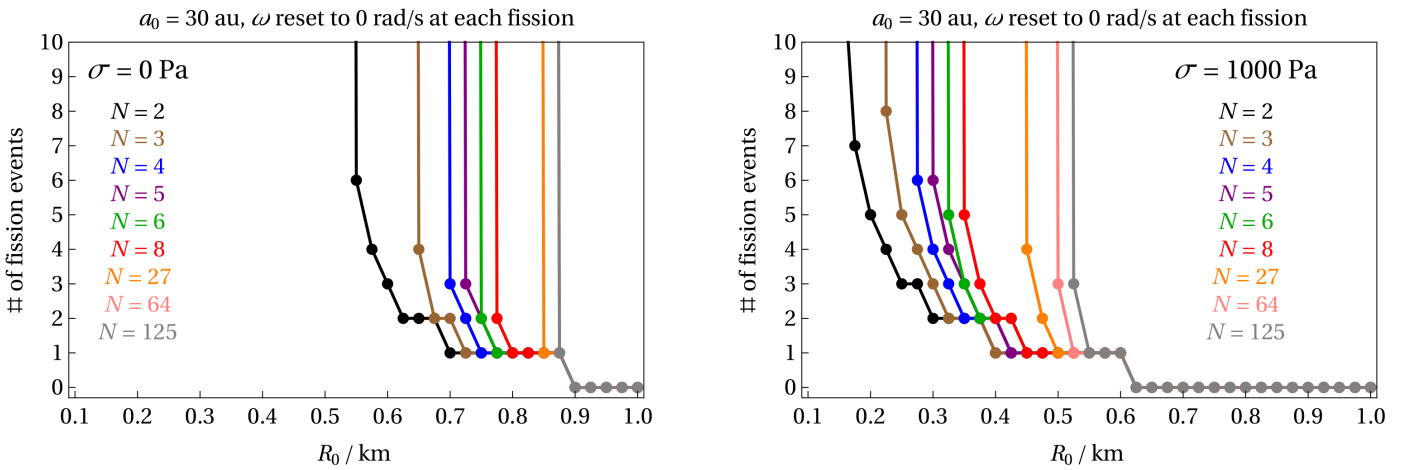 a₀ = 30 au, ω reset to 0 rad/s at each fission
# of fission events
10
9
8
7
6
5
4
3
2
1
0
σ = 0 Pa
N = 2
N = 3
N = 4
N = 5
N = 6
N = 8
N = 27
N = 64
N = 125
0.1 0.2 0.3 0.4 0.5 0.6 0.7 0.8 0.9 1.0
R₀ / km
a₀ = 30 au, ω reset to 0 rad/s at each fission
# of fission events
10
9
8
7
6
5
4
3
2
1
0
σ = 1000 Pa
N = 2
N = 3
N = 4
N = 5
N = 6
N = 8
N = 27
N = 64
N = 125
0.1 0.2 0.3 0.4 0.5 0.6 0.7 0.8 0.9 1.0
R₀ / km